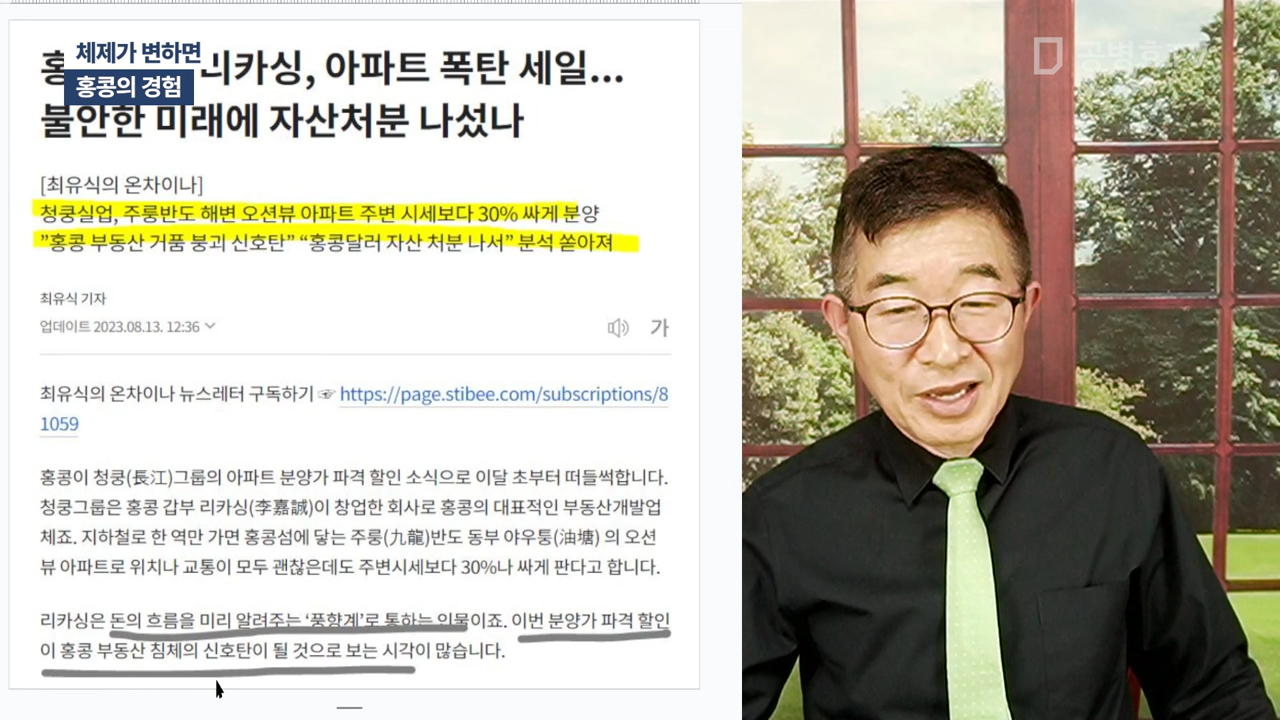 체제가 변하면
홍콩의 경험
홍 리카싱, 아파트 폭탄 세일...
불안한 미래에 자산처분 나섰나
[최유식의 온차이나]
청쿵실업, 주룽반도 해변 오션뷰 아파트 주변 시세보다 30% 싸게 분양
”홍콩 부동산 거품 붕괴 신호탄” “홍콩달러 자산 처분 나서” 분석 쏟아져
최유식 기자
업데이트 2023.08.13. 12:36
가
최유식의 온차이나 뉴스레터 구독하기 ☞ https://page.stibee.com/subscriptions/8
1059
홍콩이 청쿵(長江)그룹의 아파트 분양가 파격 할인 소식으로 이달 초부터 떠들썩합니다.
청쿵그룹은 홍콩 갑부 리카싱(李嘉誠)이 창업한 회사로 홍콩의 대표적인 부동산개발업
체죠. 지하철로 한 역만 가면 홍콩섬에 닿는 주룽(九龍)반도 동부 야우퉁(油塘) 의 오션
뷰 아파트로 위치나 교통이 모두 괜찮은데도 주변시세보다 30%나 싸게 판다고 합니다.
리카싱은 돈의 흐름을 미리 알려주는 ‘풍향계’로 통하는 인물이죠. 이번 분양가 파격 할인
이 홍콩 부동산 침체의 신호탄이 될 것으로 보는 시각이 많습니다.
공병호TV